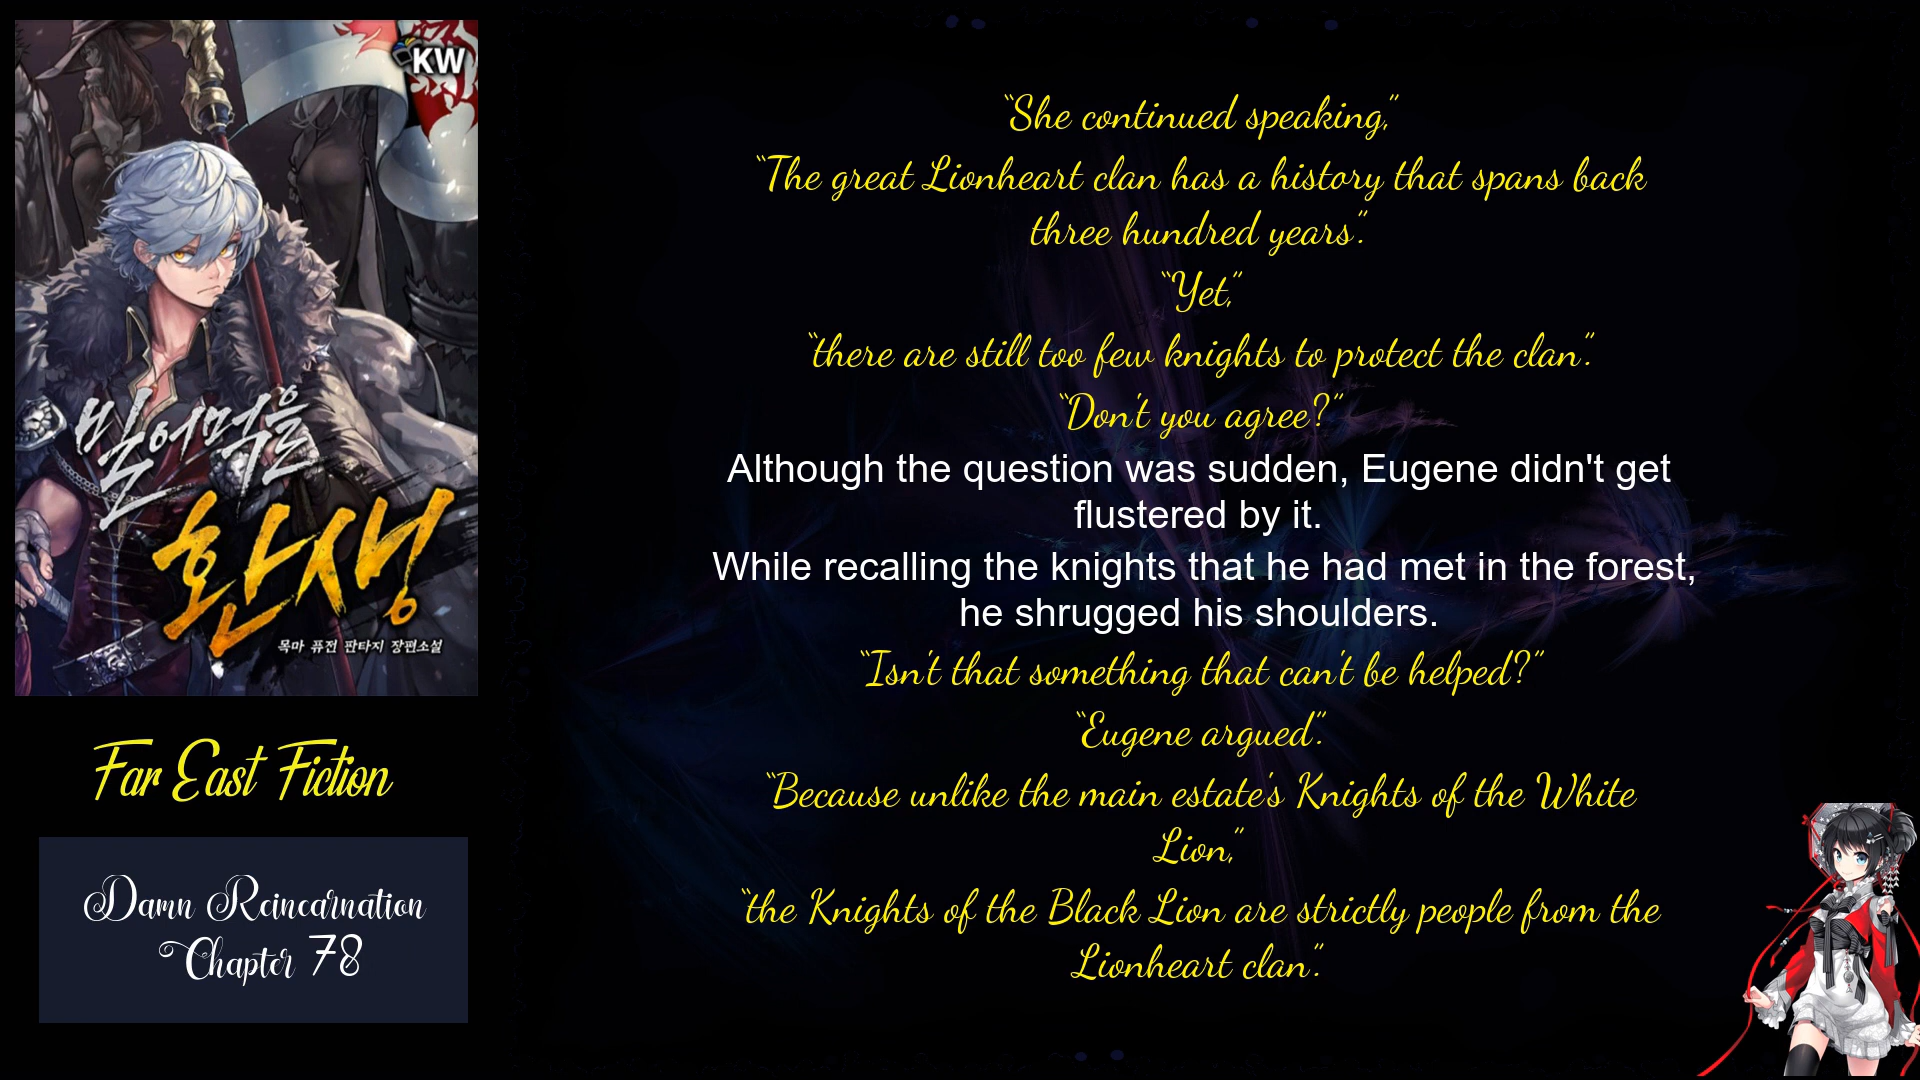 KW
빌어먹을
환생
목마 퓨전 판타지 장편소설
Far East Fiction
Damn Reincarnation
Chapter 78
“She continued speaking,”
“The great Lionheart clan has a history that spans back
three hundred years”.
“Yet,”
“there are still too few knights to protect the clan”.
“Don't you agree?”
Although the question was sudden, Eugene didn't get
flustered by it.
While recalling the knights that he had met in the forest,
he shrugged his shoulders.
“Isn't that something that can't be helped?”
“Eugene argued”.
“Because unlike the main estate's Knights of the White
Lion,”
“the Knights of the Black Lion are strictly people from the
Lionheart clan”.